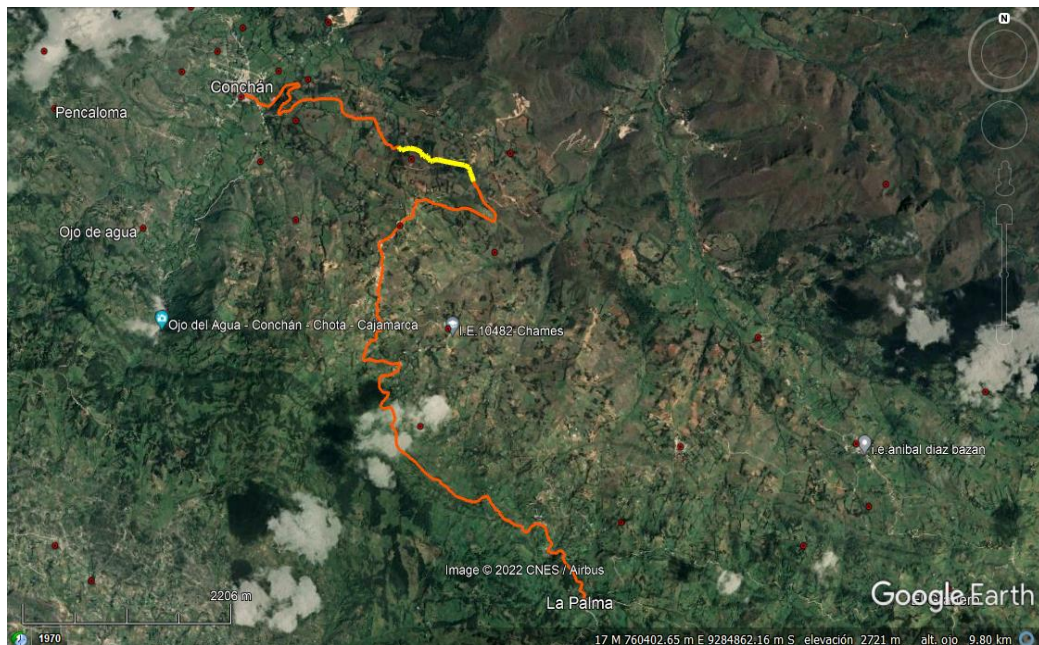 N
Conchán
Pencaloma
Ojo de agua
Ojo del Agua - Conchán - Chota - Cajamarca
I.E.10482-Chames
i.e.anibal diaz bazan
Image © 2022 CNES / Airbus
La Palma
Google Earth
2206 m
1970
17 M 760402.65 m E 9284862.16 m S elevación 2721 m alt. ojo 9.80 km